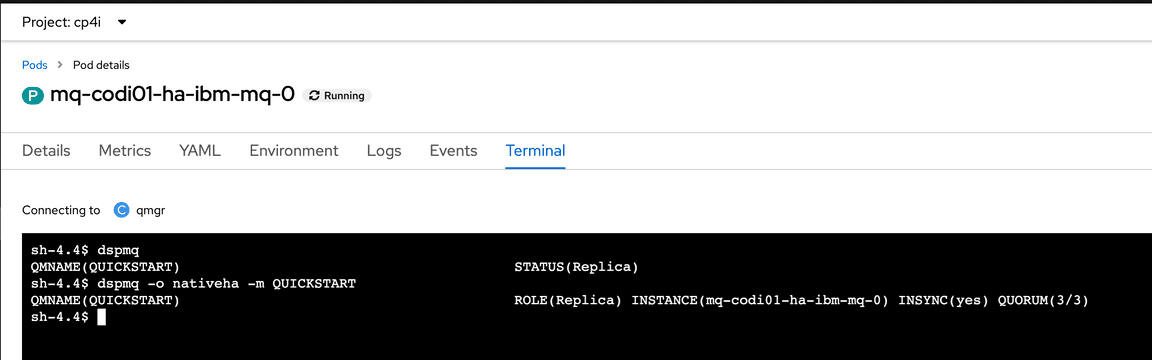 Project: cp4i
Pods > Pod details
P mq-codi01-ha-ibm-mq-0 Running
Details Metrics YAML Environment Logs Events Terminal
Connecting to C qmgr
sh-4.4$ dspmq
QMNAME(QUICKSTART) STATUS(Replica)
sh-4.4$ dspmq -o nativeha -m QUICKSTART
QMNAME(QUICKSTART) ROLE(Replica) INSTANCE(mq-codi01-ha-ibm-mq-0) INSYNC(yes) QUORUM(3/3)
sh-4.4$